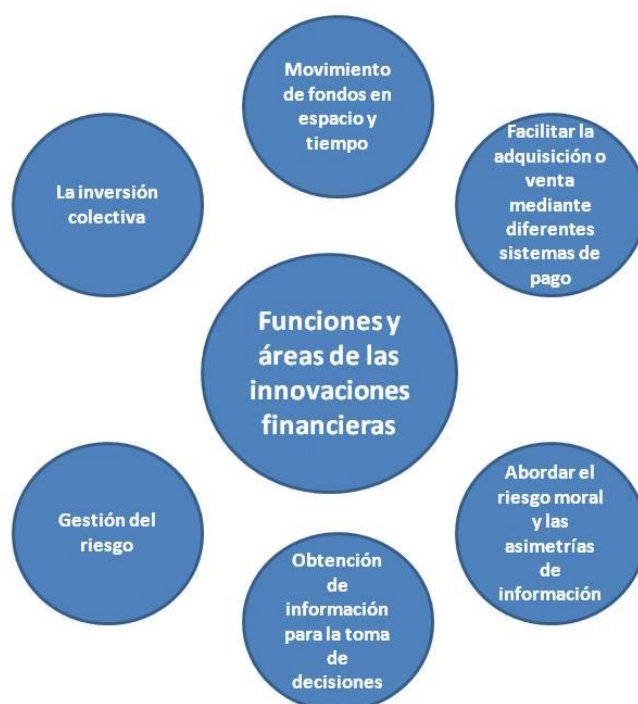 Movimiento
de fondos en
espacio y
tiempo
Facilitar la
adquisición o
venta
mediante
diferentes
sistemas de
pago
La inversión
colectiva
Funciones y
áreas de las
innovaciones
financieras
Abordar el
riesgo moral
y las
asimetrías
de
información
Gestión del
riesgo
Obtención
de
información
para la toma
de
decisiones